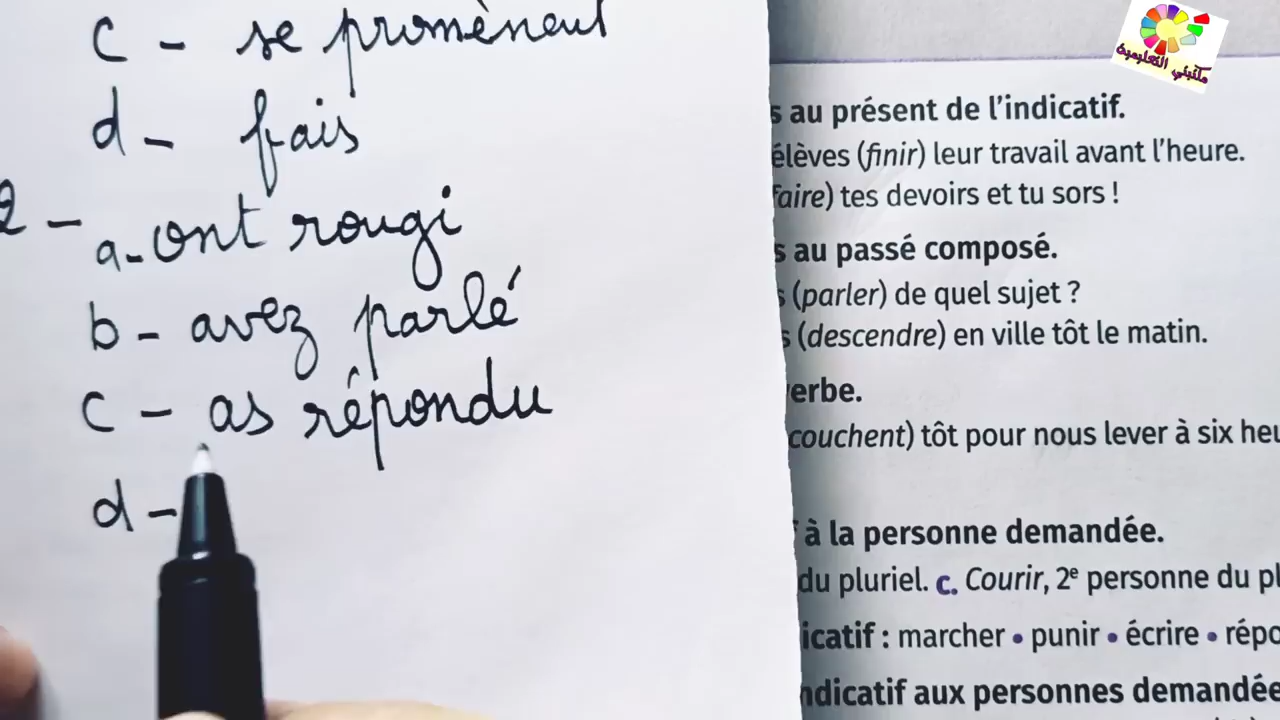 c - se promènent
d - fais
2 - a - ont rougi
b - avez parlé
c - as répondu
d -
مكتبتي التعليمية
s au présent de l'indicatif.
élèves (finir) leur travail avant l'heure.
faire) tes devoirs et tu sors !
s au passé composé.
s (parler) de quel sujet ?
s (descendre) en ville tôt le matin.
verbe.
couchent) tôt pour nous lever à six heu
à la personne demandée.
du pluriel. c. Courir, 2e personne du pl
icatif : marcher • punir • écrire • répo
ndicatif aux personnes demandée